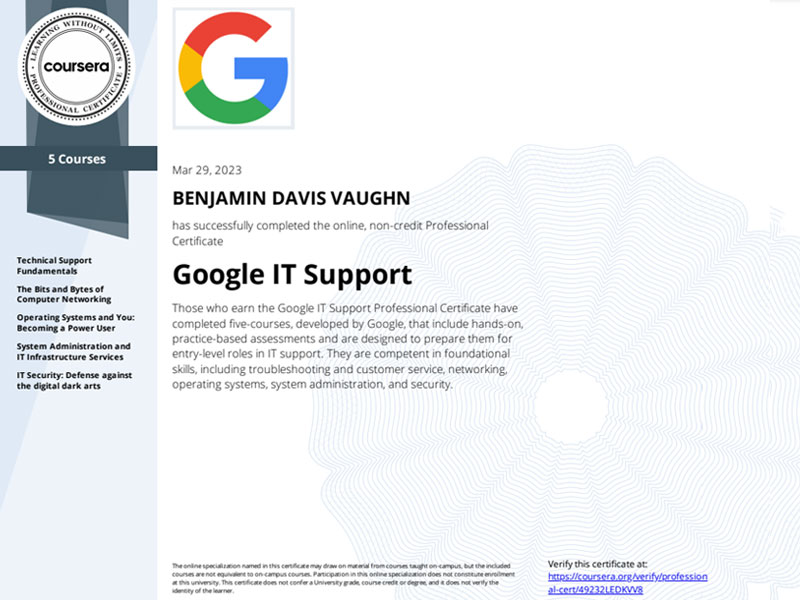 LEARNING WITHOUT LIMITS
coursera
PROFESSIONAL CERTIFICATE
5 Courses
Technical Support
Fundamentals
The Bits and Bytes of
Computer Networking
Operating Systems and You:
Becoming a Power User
System Administration and
IT Infrastructure Services
IT Security: Defense against
the digital dark arts
G
Mar 29, 2023
BENJAMIN DAVIS VAUGHN
has successfully completed the online, non-credit Professional
Certificate
Google IT Support
Those who earn the Google IT Support Professional Certificate have
completed five-courses, developed by Google, that include hands-on,
practice-based assessments and are designed to prepare them for
entry-level roles in IT support. They are competent in foundational
skills, including troubleshooting and customer service, networking,
operating systems, system administration, and security.
The online specialization named in this certificate may draw on material from courses taught on-campus, but the included
courses are not equivalent to on-campus courses. Participation in this online specialization does not constitute enrollment
at this university. This certificate does not confer a University grade, course credit or degree, and it does not verify the
identity of the learner.
Verify this certificate at:
https://coursera.org/verify/profession
al-cert/49232LEDKVV8